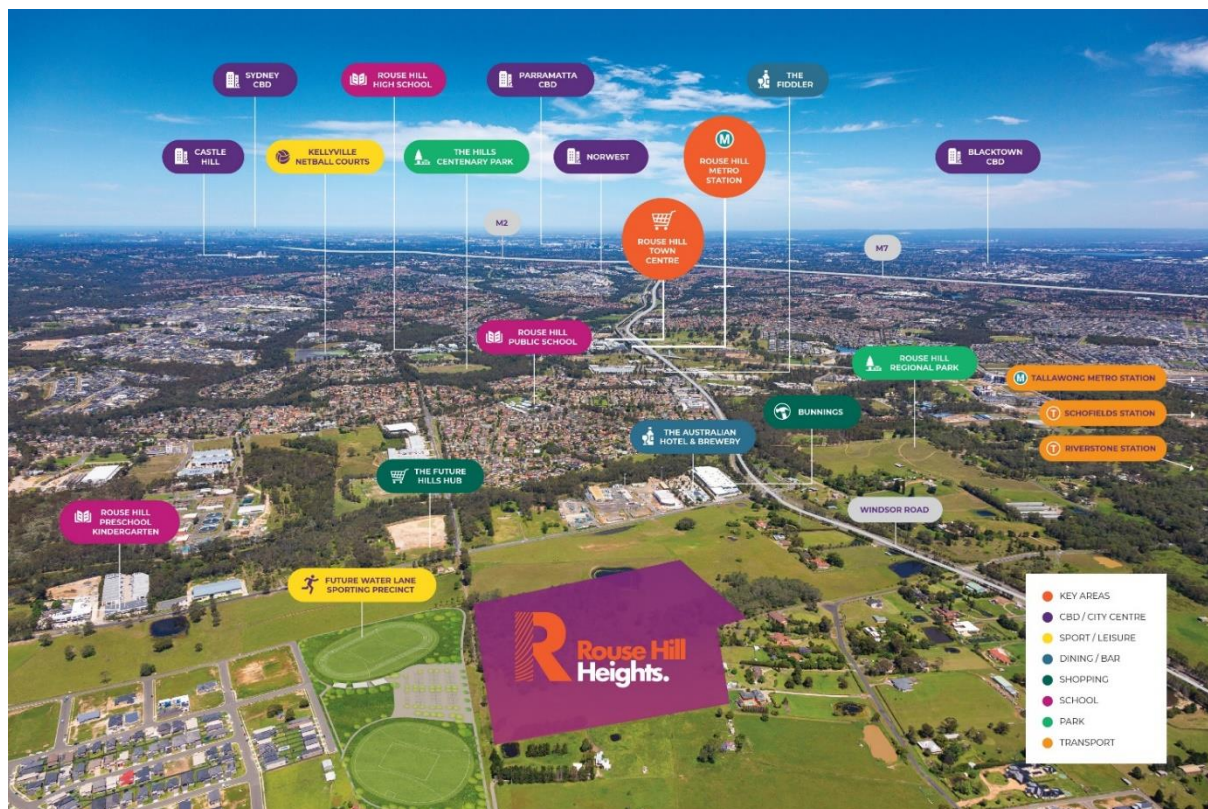 SYDNEY
CBD
ROUSE HILL
HIGH SCHOOL
PARRAMATTA
CBD
THE
FIDDLER
CASTLE
HILL
KELLYVILLE
NETBALL COURTS
THE HILLS
CENTENARY PARK
NORWEST
M
ROUSE HILL
METRO
STATION
BLACKTOWN
CBD
M2
ROUSE HILL
TOWN
CENTRE
M7
ROUSE HILL
PUBLIC SCHOOL
ROUSE HILL
REGIONAL PARK
M TALLAWONG METRO STATION
T SCHOFIELDS STATION
T RIVERSTONE STATION
BUNNINGS
THE AUSTRALIAN
HOTEL & BREWERY
THE FUTURE
HILLS HUB
ROUSE HILL
PRESCHOOL
KINDERGARTEN
WINDSOR ROAD
FUTURE WATER LANE
SPORTING PRECINCT
R Rouse Hill
Heights.
KEY AREAS
CBD / CITY CENTRE
SPORT / LEISURE
DINING / BAR
SHOPPING
SCHOOL
PARK
TRANSPORT